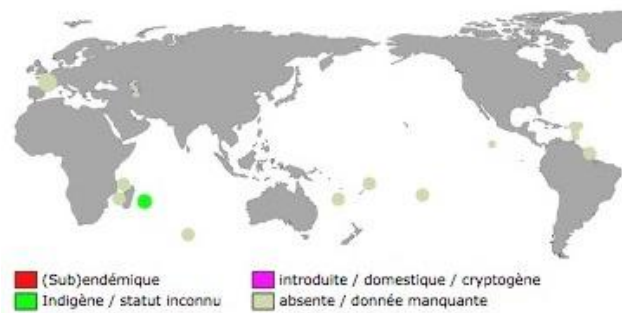 (Sub)endémique
introduite / domestique / cryptogène
Indigène / statut inconnu
absente / donnée manquante